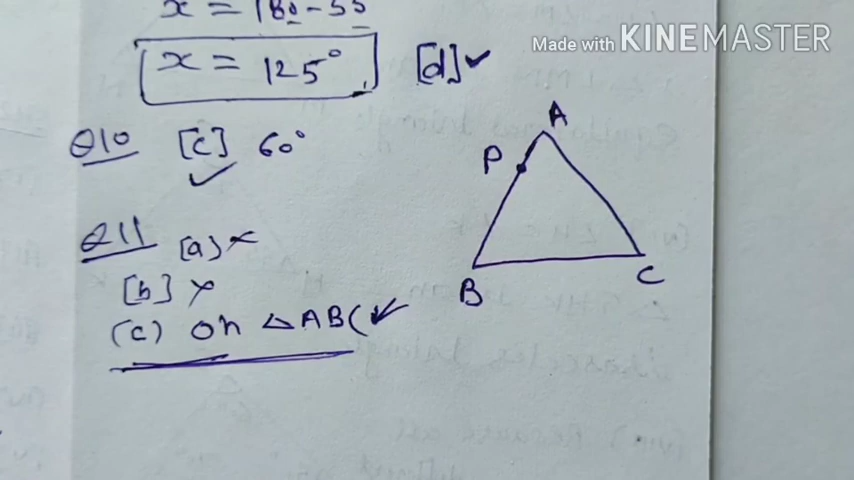 x = 180 - 55
x = 125° [d] ✓
Made with KINEMASTER
Q10 [c] 60°
A
P
B
C
Q11 [a] ×
[b] ×
(c) on △ ABC ✓